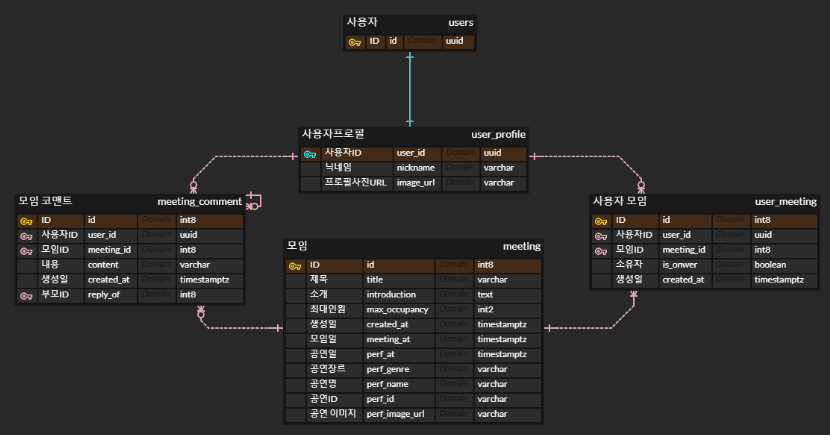 사용자 users
ID id Domain uuid
사용자프로필 user_profile
사용자ID user_id Domain uuid
닉네임 nickname Domain varchar
프로필사진URL image_url Domain varchar
모임 코맨트 meeting_comment
ID id Domain int8
사용자ID user_id Domain uuid
모임ID meeting_id Domain int8
내용 content Domain varchar
생성일 created_at Domain timestamptz
부모ID reply_of Domain int8
모임 meeting
ID id Domain int8
제목 title Domain varchar
소개 introduction Domain text
최대인원 max_occupancy Domain int2
생성일 created_at Domain timestamptz
모임일 meeting_at Domain timestamptz
공연일 perf_at Domain timestamptz
공연장르 perf_genre Domain varchar
공연명 perf_name Domain varchar
공연ID perf_id Domain varchar
공연 이미지 perf_image_url Domain varchar
사용자 모임 user_meeting
ID id Domain int8
사용자ID user_id Domain uuid
모임ID meeting_id Domain int8
소유자 is_onwer Domain boolean
생성일 created_at Domain timestamptz